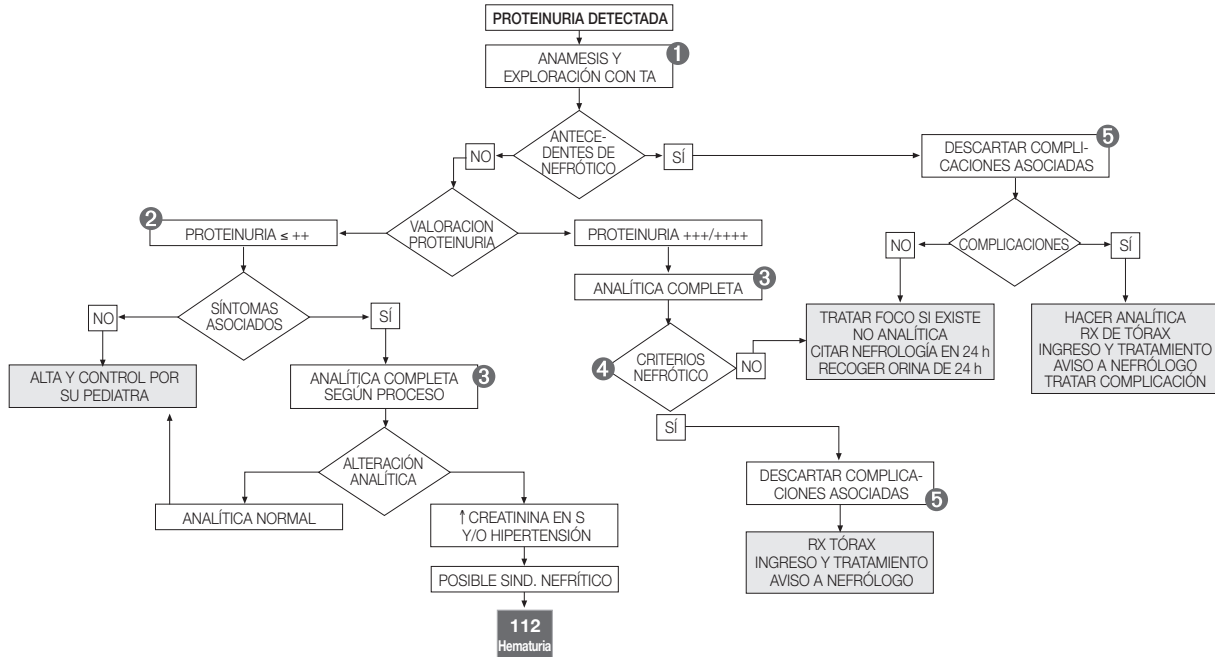 PROTEINURIA DETECTADA
1
ANAMESIS Y
EXPLORACIÓN CON TA
ANTECE-
DENTES DE
NEFRÓTICO
NO
SÍ
5
DESCARTAR COMPLI-
CACIONES ASOCIADAS
2
PROTEINURIA ≤ ++
VALORACION
PROTEINURIA
PROTEINURIA +++/++++
NO
COMPLICACIONES
SÍ
3
ANALÍTICA COMPLETA
NO
SÍNTOMAS
ASOCIADOS
SÍ
TRATAR FOCO SI EXISTE
NO ANALÍTICA
CITAR NEFROLOGÍA EN 24 h
RECOGER ORINA DE 24 h
HACER ANALÍTICA
RX DE TÓRAX
INGRESO Y TRATAMIENTO
AVISO A NEFRÓLOGO
TRATAR COMPLICACIÓN
4
CRITERIOS
NEFRÓTICO
NO
ALTA Y CONTROL POR
SU PEDIATRA
3
ANALÍTICA COMPLETA
SEGÚN PROCESO
SÍ
ALTERACIÓN
ANALÍTICA
DESCARTAR COMPLICA-
CIONES ASOCIADAS
5
ANALÍTICA NORMAL
↑ CREATININA EN S
Y/O HIPERTENSIÓN
RX TÓRAX
INGRESO Y TRATAMIENTO
AVISO A NEFRÓLOGO
POSIBLE SIND. NEFRÍTICO
112
Hematuria